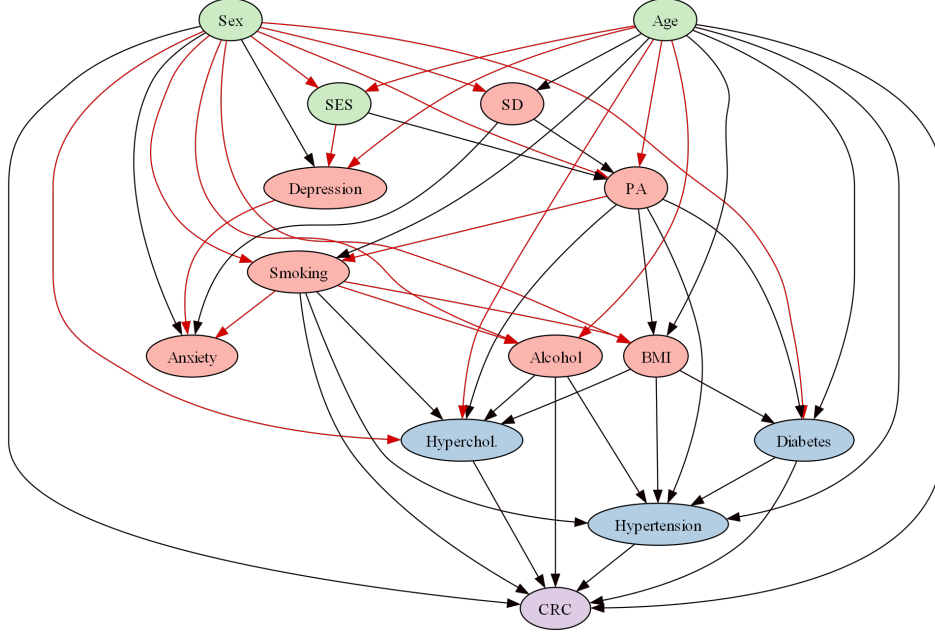 Sex
Age
SES
SD
Depression
PA
Smoking
Anxiety
Alcohol
BMI
Hyperchol.
Diabetes
Hypertension
CRC